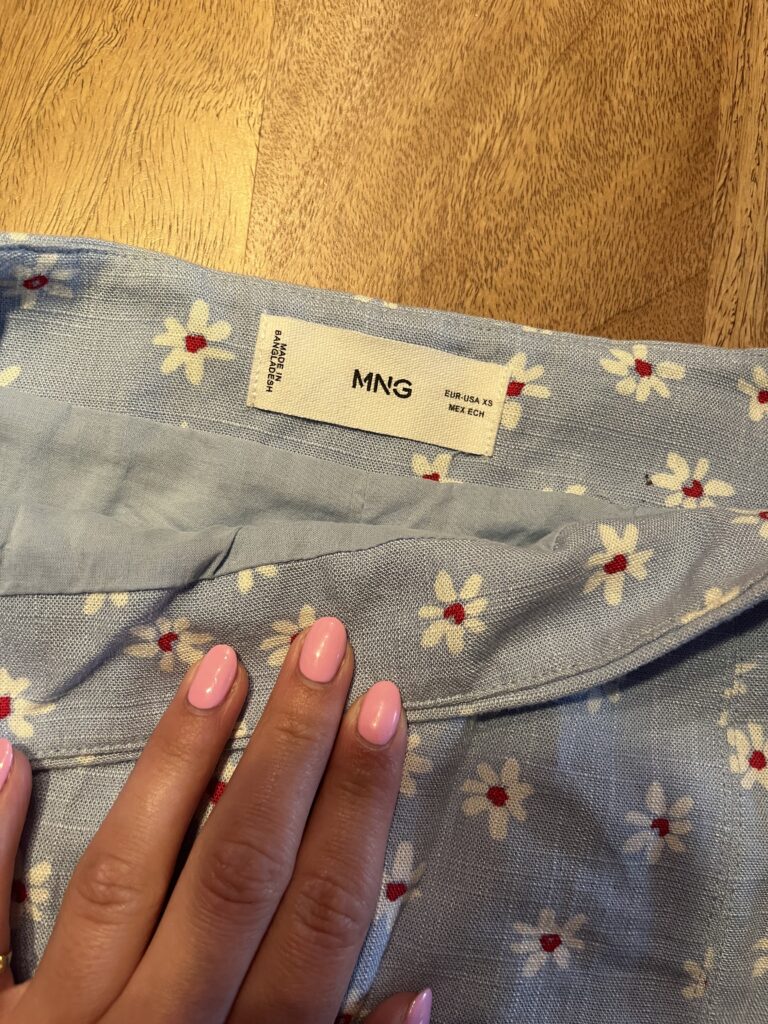 MADE IN
BANGLADESH
MNG
EUR-USA XS
MEX ECH